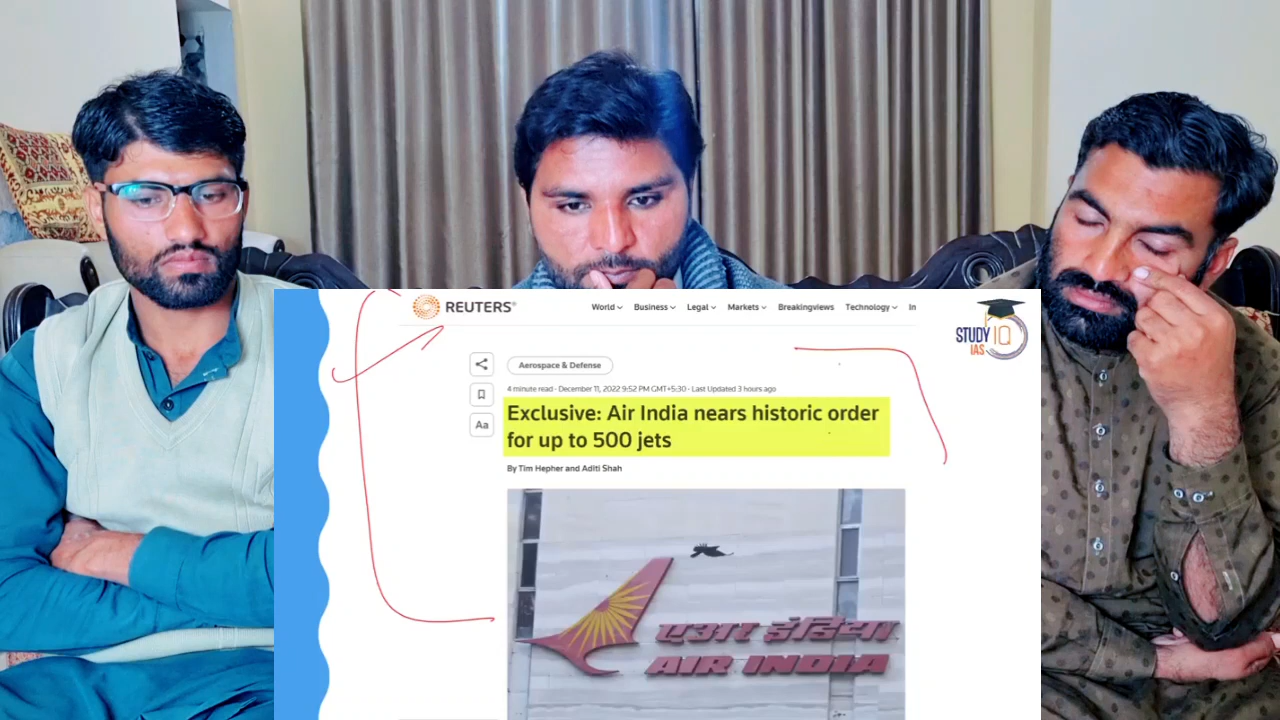 REUTERS®
World
Business
Legal
Markets
Breakingviews
Technology
In
STUDY IQ
IAS
Aerospace & Defense
4 minute read · December 11, 2022 9:52 PM GMT+5:30 · Last Updated 3 hours ago
Aa
Exclusive: Air India nears historic order
for up to 500 jets
By Tim Hepher and Aditi Shah
एअर इंडिया
AIR INDIA